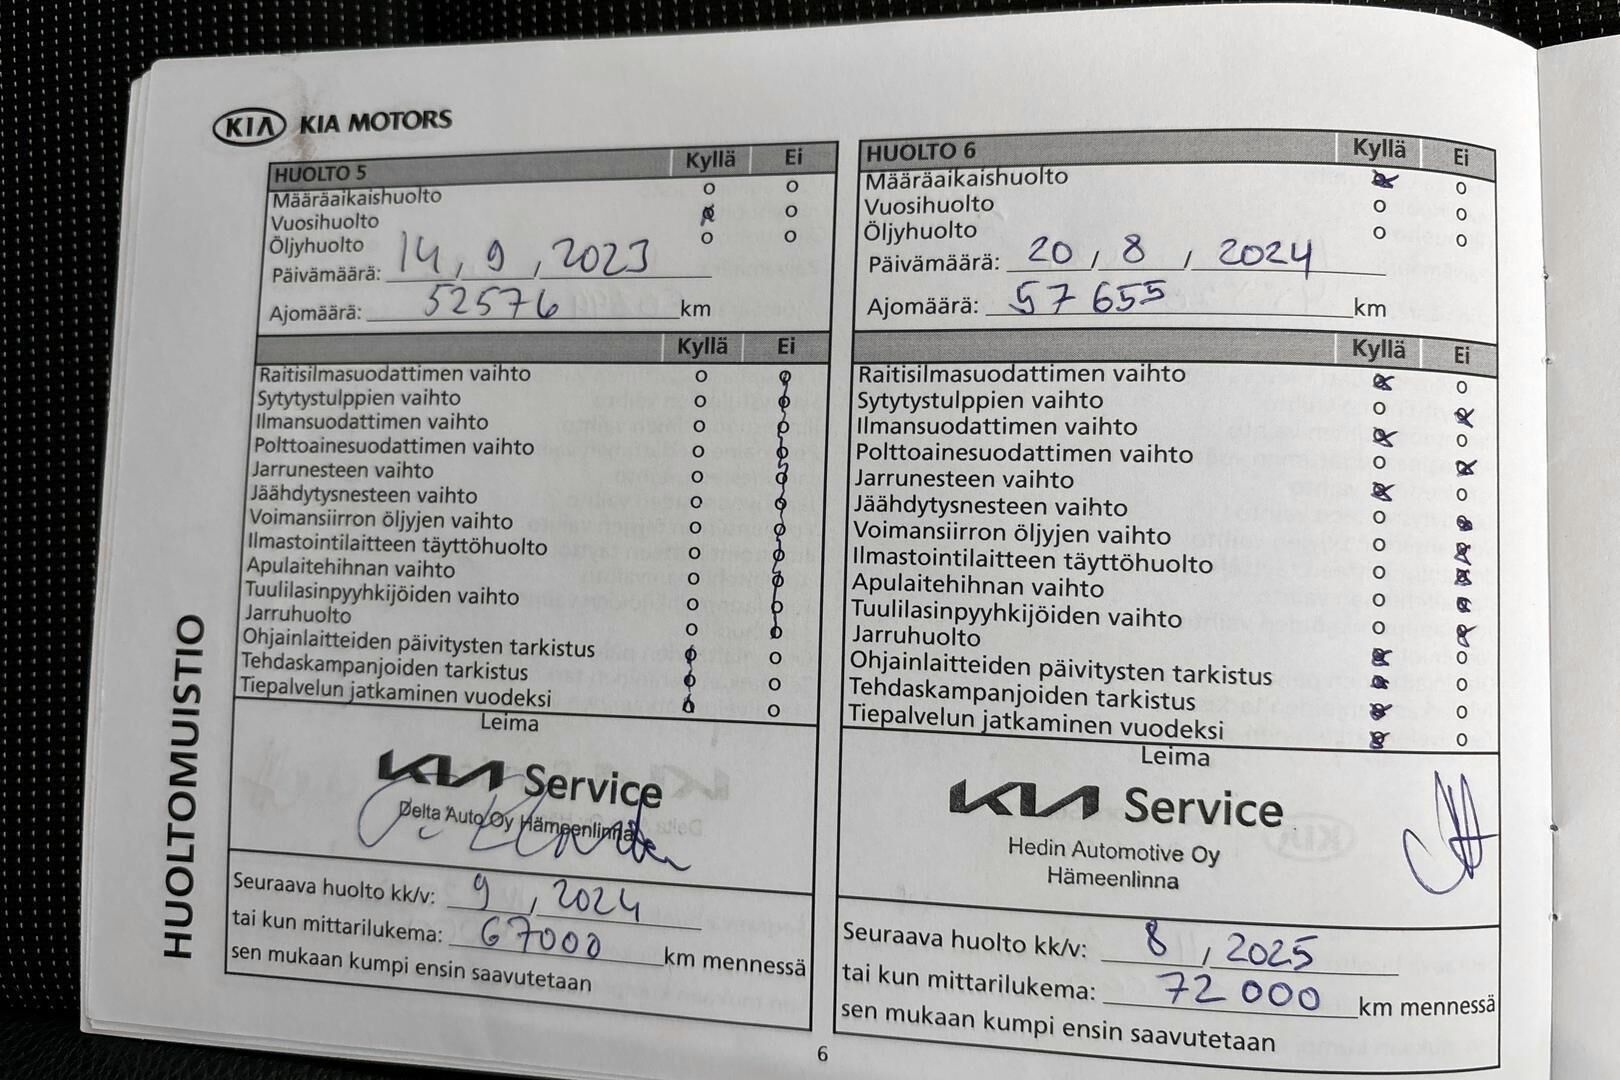 KIA KIA MOTORS
HUOLTO 5 Kyllä Ei
Määräaikaishuolto o o
Vuosihuolto o o
Öljyhuolto o o
Päivämäärä: 14 , 9 , 2023
Ajomäärä: 52576 km
Kyllä Ei
Raitisilmasuodattimen vaihto o o
Sytytystulppien vaihto o o
Ilmansuodattimen vaihto o o
Polttoainesuodattimen vaihto o o
Jarrunesteen vaihto o o
Jäähdytysnesteen vaihto o o
Voimansiirron öljyjen vaihto o o
Ilmastointilaitteen täyttöhuolto o o
Apulaitehihnan vaihto o o
Tuulilasinpyyhkijöiden vaihto o o
Jarruhuolto o o
Ohjainlaitteiden päivitysten tarkistus o o
Tehdaskampanjoiden tarkistus o o
Tiepalvelun jatkaminen vuodeksi o o
Leima
KIA Service
Delta Auto Oy Hämeenlinna
Seuraava huolto kk/v: 9 , 2024
tai kun mittarilukema: 67000 km mennessä
sen mukaan kumpi ensin saavutetaan
HUOLTO 6 Kyllä Ei
Määräaikaishuolto o o
Vuosihuolto o o
Öljyhuolto o o
Päivämäärä: 20 , 8 , 2024
Ajomäärä: 57 655 km
Kyllä Ei
Raitisilmasuodattimen vaihto o o
Sytytystulppien vaihto o o
Ilmansuodattimen vaihto o o
Polttoainesuodattimen vaihto o o
Jarrunesteen vaihto o o
Jäähdytysnesteen vaihto o o
Voimansiirron öljyjen vaihto o o
Ilmastointilaitteen täyttöhuolto o o
Apulaitehihnan vaihto o o
Tuulilasinpyyhkijöiden vaihto o o
Jarruhuolto o o
Ohjainlaitteiden päivitysten tarkistus o o
Tehdaskampanjoiden tarkistus o o
Tiepalvelun jatkaminen vuodeksi o o
Leima
KIA Service
Hedin Automotive Oy
Hämeenlinna
Seuraava huolto kk/v: 8 , 2025
tai kun mittarilukema: 72 000 km mennessä
sen mukaan kumpi ensin saavutetaan
HUOLTOMUISTIO
6